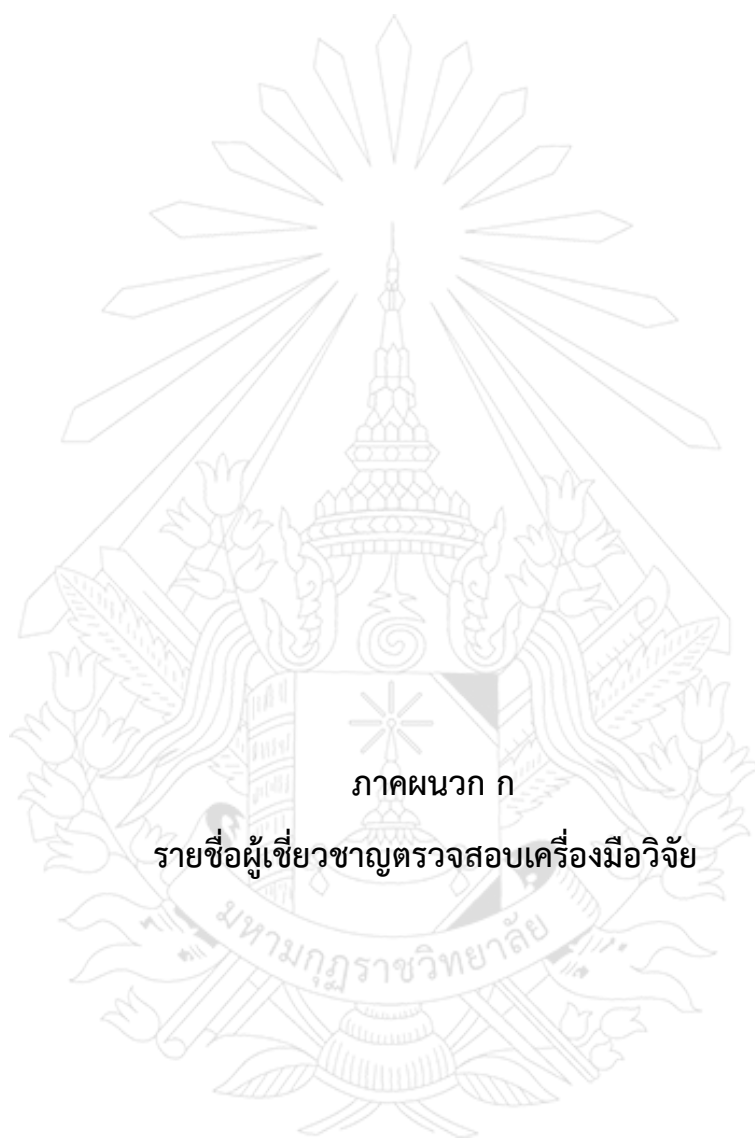 ภาคผนวก ก
รายชื่อผู้เชี่ยวชาญตรวจสอบเครื่องมือวิจัย
มหามกุฏราชวิทยาลัย